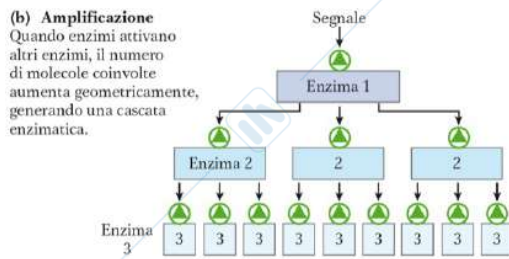 (b) Amplificazione
Quando enzimi attivano
altri enzimi, il numero
di molecole coinvolte
aumenta geometricamente,
generando una cascata
enzimatica.
Segnale
Enzima 1
Enzima 2
2
2
Enzima
3
3
3
3
3
3
3
3
3
3